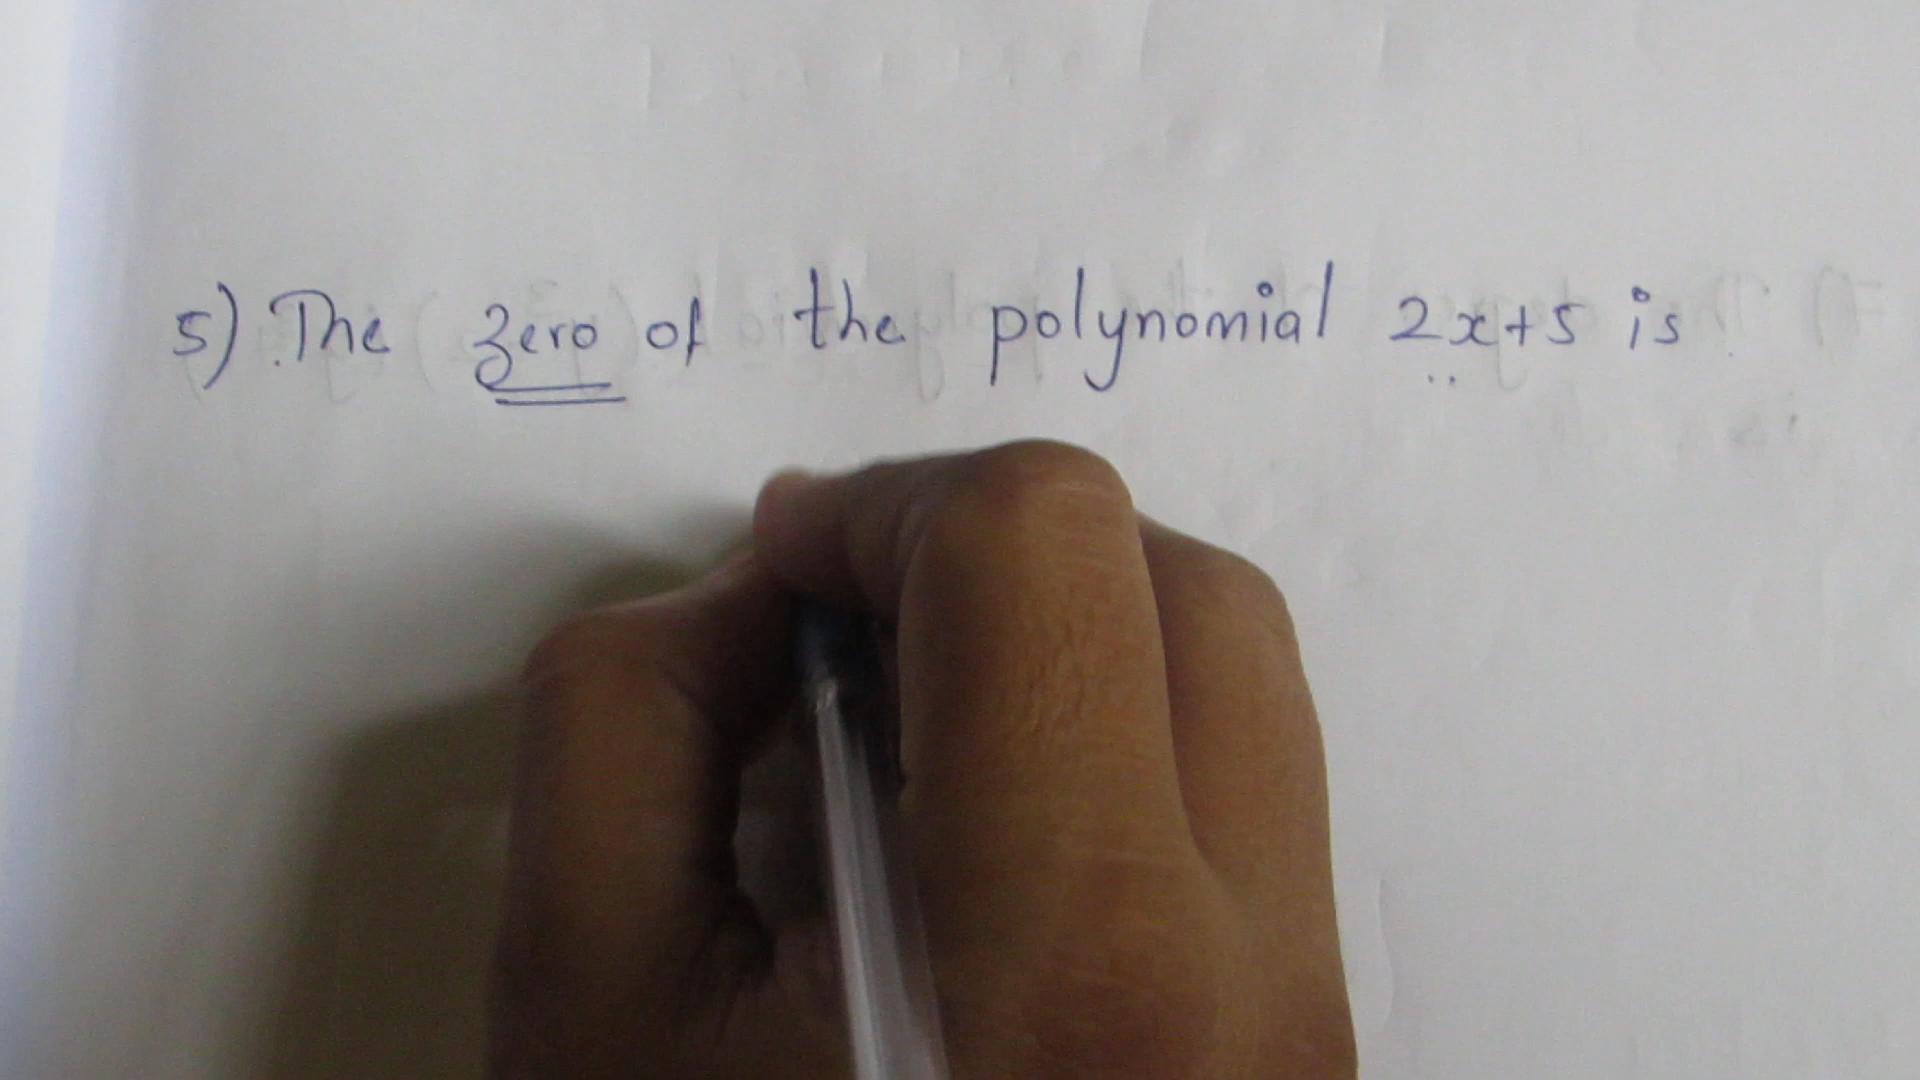 5) The zero of the polynomial 2x+5 is